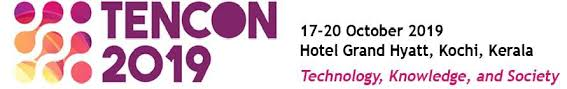 TENCON
2019
17-20 October 2019
Hotel Grand Hyatt, Kochi, Kerala
Technology, Knowledge, and Society